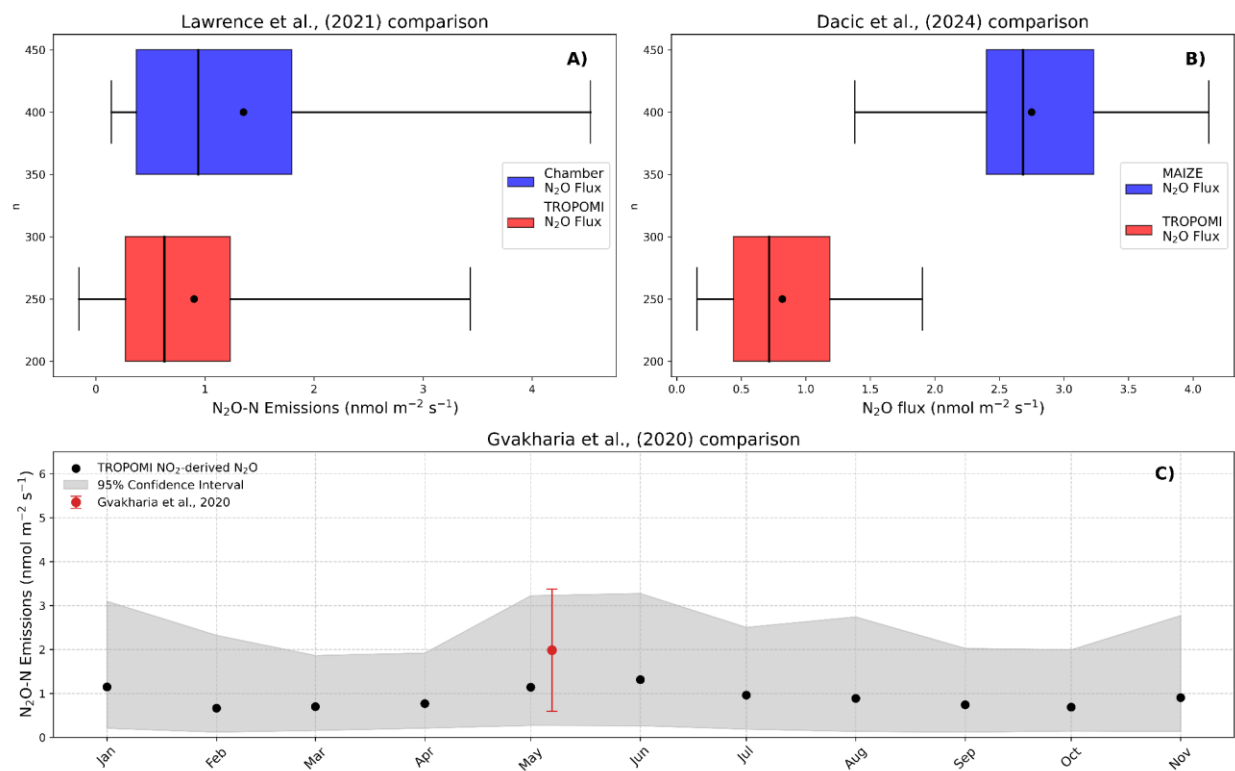 Lawrence et al., (2021) comparison
A)
450
400
350
300
250
200
n
Chamber
N₂O Flux
TROPOMI
N₂O Flux
0 1 2 3 4
N₂O-N Emissions (nmol m⁻² s⁻¹)
Dacic et al., (2024) comparison
B)
450
400
350
300
250
200
n
MAIZE
N₂O Flux
TROPOMI
N₂O Flux
0.0 0.5 1.0 1.5 2.0 2.5 3.0 3.5 4.0
N₂O flux (nmol m⁻² s⁻¹)
Gvakharia et al., (2020) comparison
C)
TROPOMI NO₂-derived N₂O
95% Confidence Interval
Gvakharia et al., 2020
N₂O-N Emissions (nmol m⁻² s⁻¹)
6
5
4
3
2
1
0
Jan Feb Mar Apr May Jun Jul Aug Sep Oct Nov